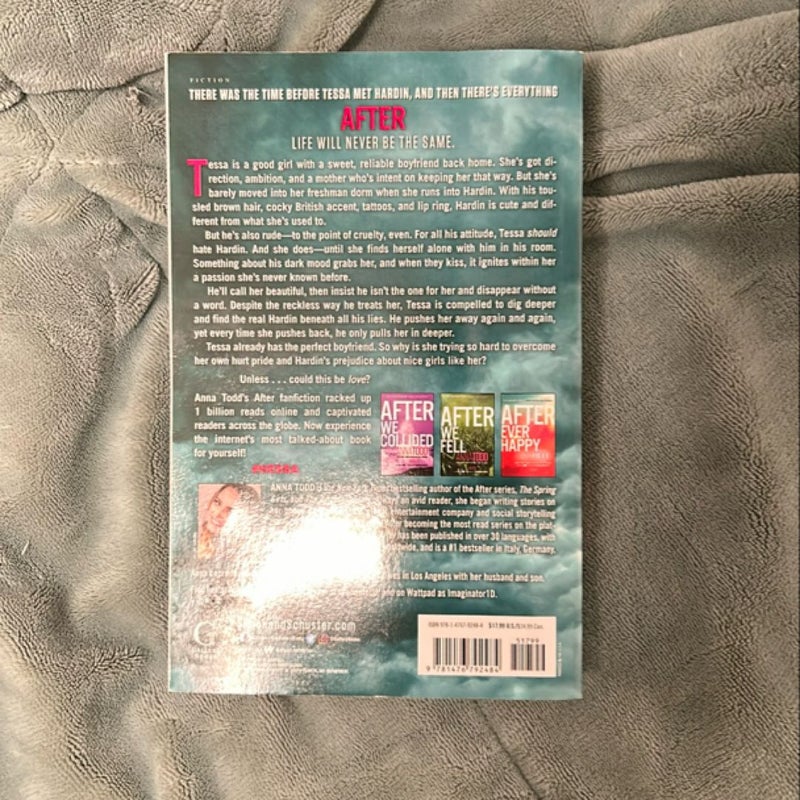 FICTION
THERE WAS THE TIME BEFORE TESSA MET HARDIN, AND THEN THERE'S EVERYTHING
AFTER
LIFE WILL NEVER BE THE SAME.
Tessa is a good girl with a sweet, reliable boyfriend back home. She's got di-
rection, ambition, and a mother who's intent on keeping her that way. But she's
barely moved into her freshman dorm when she runs into Hardin. With his tou-
sled brown hair, cocky British accent, tattoos, and lip ring, Hardin is cute and dif-
ferent from what she's used to.
But he's also rude—to the point of cruelty, even. For all his attitude, Tessa should
hate Hardin. And she does—until she finds herself alone with him in his room.
Something about his dark mood grabs her, and when they kiss, it ignites within her
a passion she's never known before.
He'll call her beautiful, then insist he isn't the one for her and disappear without
a word. Despite the reckless way he treats her, Tessa is compelled to dig deeper
and find the real Hardin beneath all his lies. He pushes her away again and again,
yet every time she pushes back, he only pulls her in deeper.
Tessa already has the perfect boyfriend. So why is she trying so hard to overcome
her own hurt pride and Hardin's prejudice about nice girls like her?
Unless . . . could this be love?
Anna Todd's After fanfiction racked up
1 billion reads online and captivated
readers across the globe. Now experience
the internet's most talked-about book
for yourself!
AFTER
WE
COLLIDED
AFTER
WE
FELL
AFTER
EVER
HAPPY
ANNA TODD is the New York Times bestselling author of the After series, The Spring
an avid reader, she began writing stories on
entertainment company and social storytelling
becoming the most read series on the plat-
has been published in over 30 languages, with
and is a #1 bestseller in Italy, Germany,
in Los Angeles with her husband and son.
on Wattpad as Imaginator1D.
ISBN 978-1-4767-9248-4 $17.99 U.S./$24.99 Can.
51799
9 781476 792484